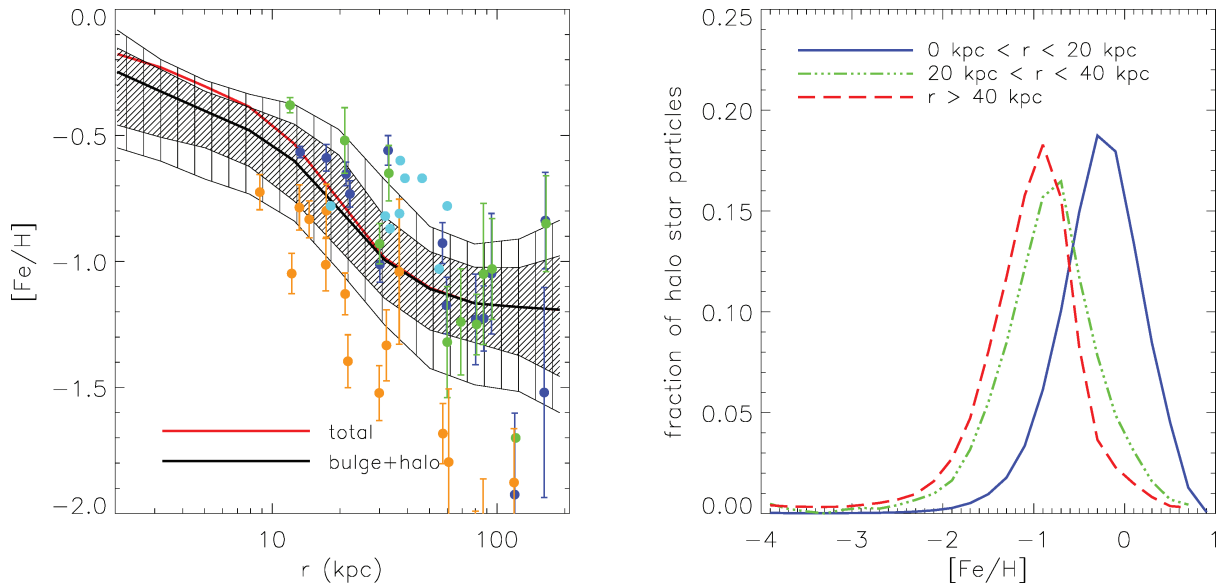 0.0
−0.5
−1.0
−1.5
−2.0
[Fe/H]
total
bulge+halo
10
100
r (kpc)
0.25
0.20
0.15
0.10
0.05
0.00
fraction of halo star particles
0 kpc < r < 20 kpc
20 kpc < r < 40 kpc
r > 40 kpc
−4
−3
−2
−1
0
1
[Fe/H]